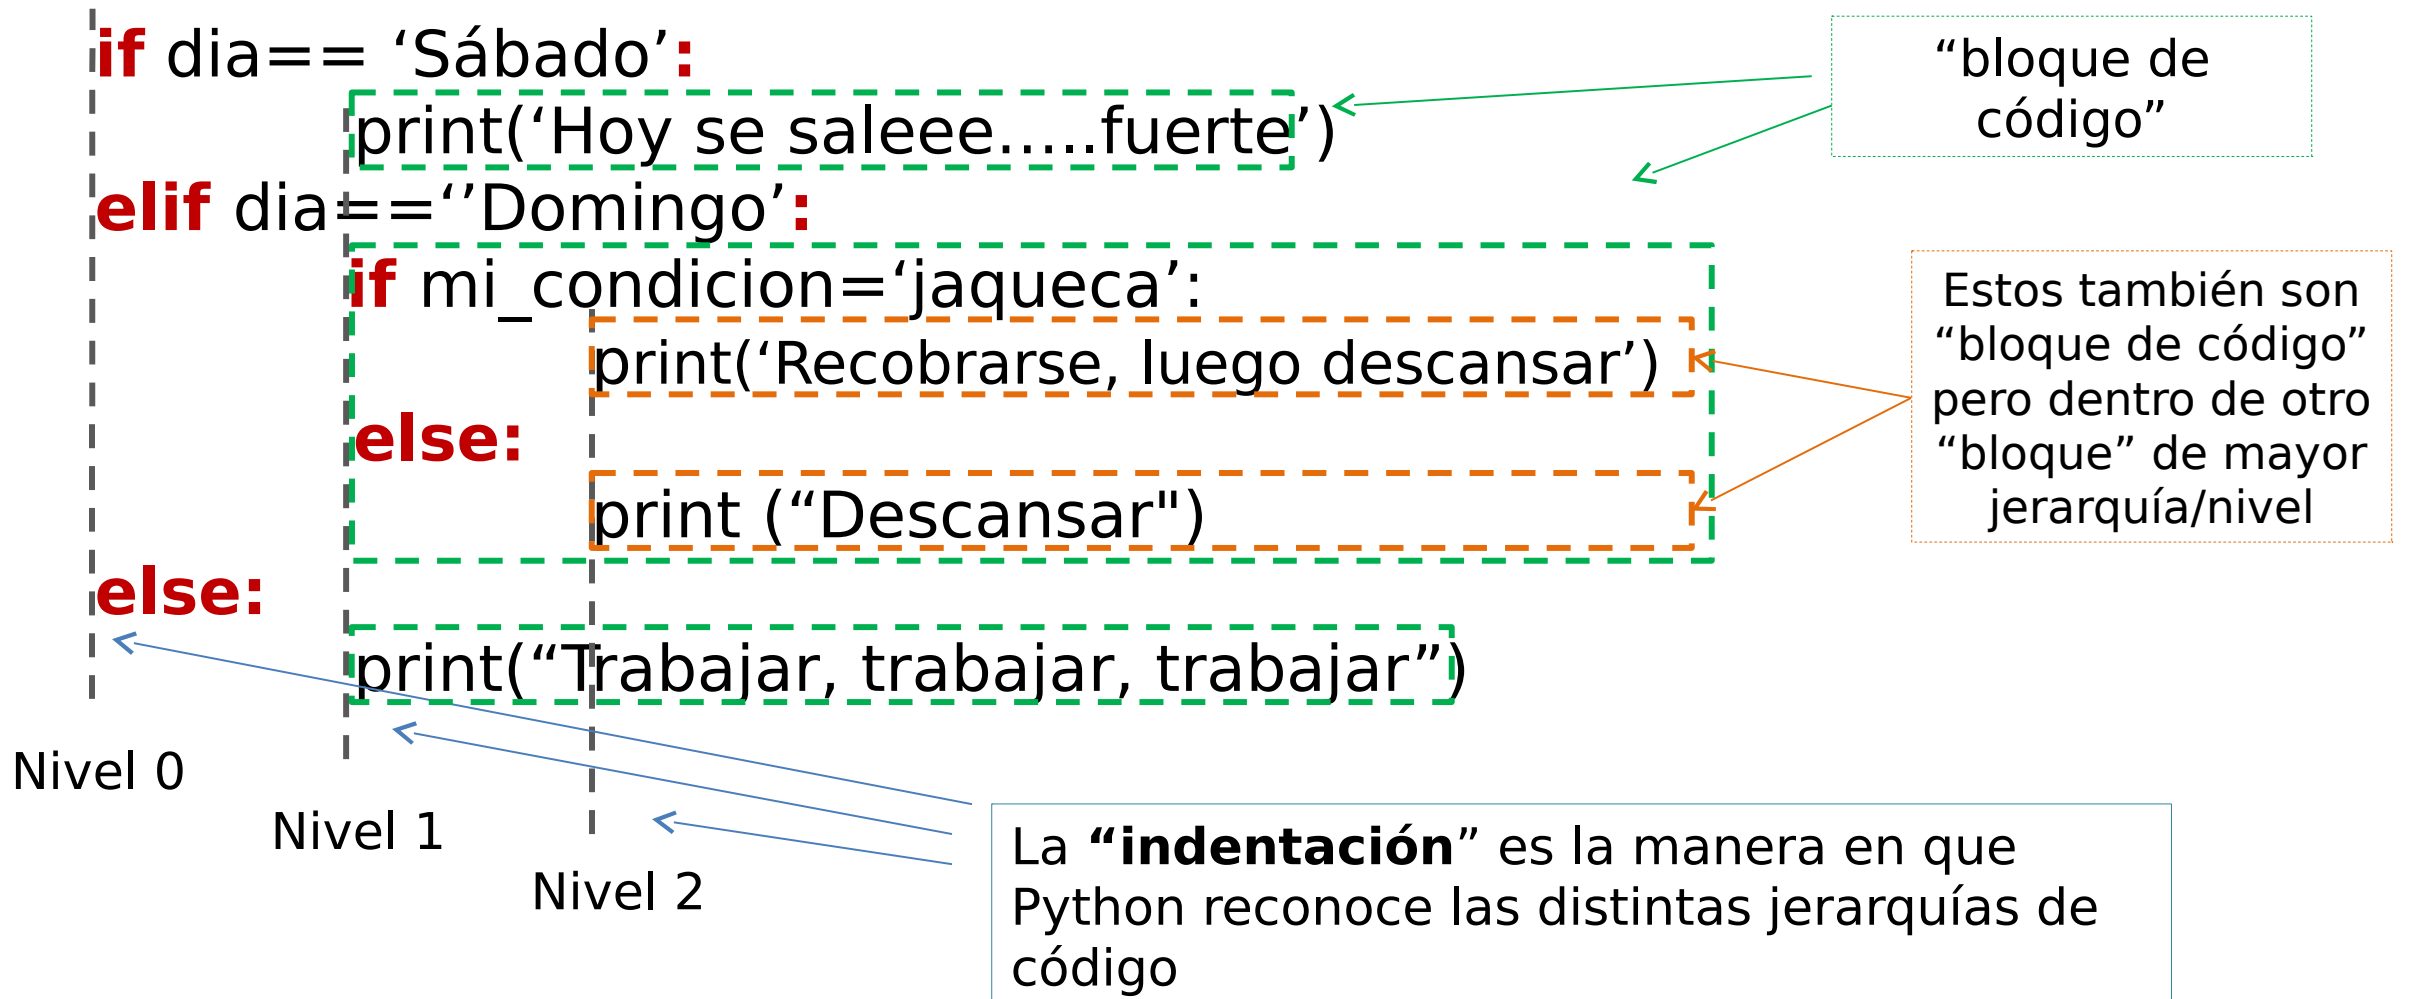 if dia== ‘Sábado’:
print(‘Hoy se saleee…..fuerte’)
elif dia==‘’Domingo’:
if mi_condicion=‘jaqueca’:
print(‘Recobrarse, luego descansar’)
else:
print (“Descansar")
else:
print(“Trabajar, trabajar, trabajar”)
“bloque de
código”
Estos también son
“bloque de código”
pero dentro de otro
“bloque” de mayor
jerarquía/nivel
Nivel 0
Nivel 1
Nivel 2
La “indentación” es la manera en que
Python reconoce las distintas jerarquías de
código